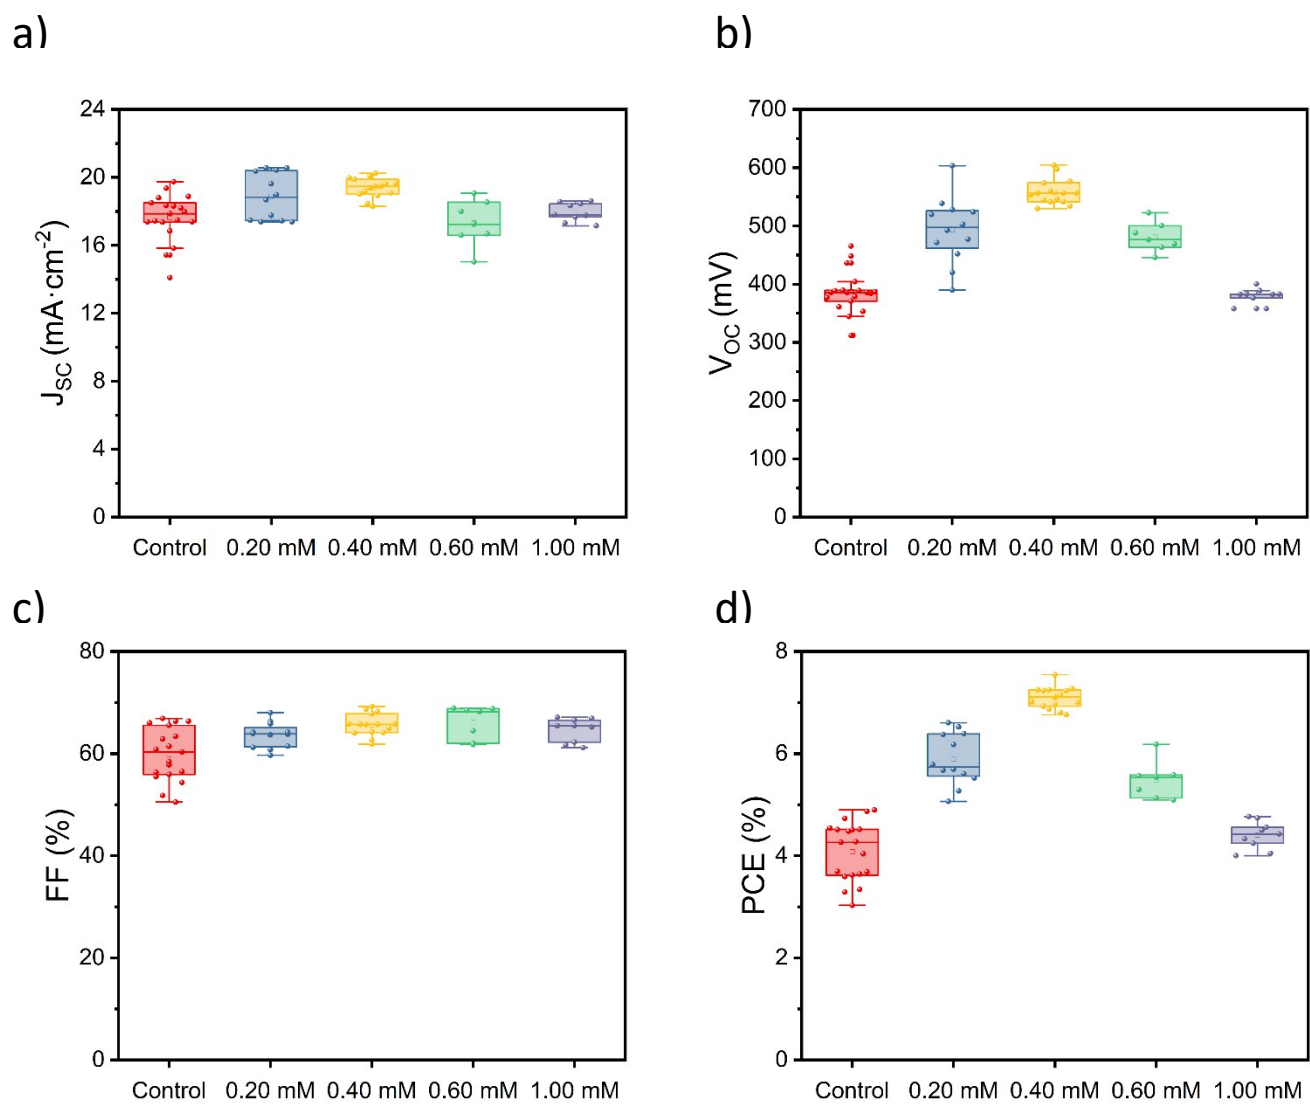 a)
24
20
16
12
8
4
0
J_SC (mA·cm⁻²)
Control 0.20 mM 0.40 mM 0.60 mM 1.00 mM
b)
700
600
500
400
300
200
100
0
V_OC (mV)
Control 0.20 mM 0.40 mM 0.60 mM 1.00 mM
c)
80
60
40
20
0
FF (%)
Control 0.20 mM 0.40 mM 0.60 mM 1.00 mM
d)
8
6
4
2
0
PCE (%)
Control 0.20 mM 0.40 mM 0.60 mM 1.00 mM